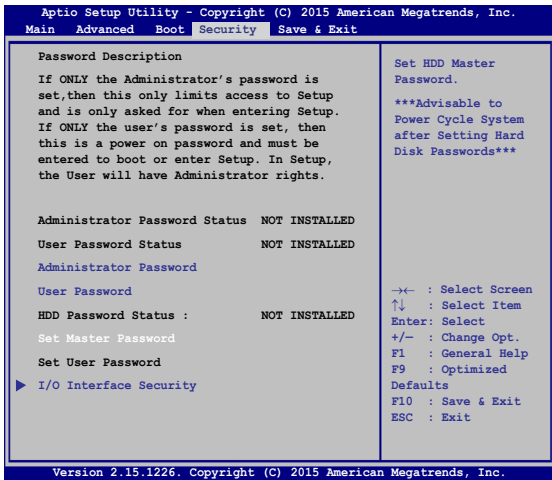 Aptio Setup Utility - Copyright (C) 2015 American Megatrends, Inc.
Main Advanced Boot Security Save & Exit
Password Description
If ONLY the Administrator's password is
set,then this only limits access to Setup
and is only asked for when entering Setup.
If ONLY the user's password is set, then
this is a power on password and must be
entered to boot or enter Setup. In Setup,
the User will have Administrator rights.
Administrator Password Status NOT INSTALLED
User Password Status NOT INSTALLED
Administrator Password
User Password
HDD Password Status : NOT INSTALLED
Set Master Password
Set User Password
I/O Interface Security
Set HDD Master
Password.
***Advisable to
Power Cycle System
after Setting Hard
Disk Passwords***
→← : Select Screen
↑↓ : Select Item
Enter: Select
+/— : Change Opt.
F1 : General Help
F9 : Optimized
Defaults
F10 : Save & Exit
ESC : Exit
Version 2.15.1226. Copyright (C) 2015 American Megatrends, Inc.